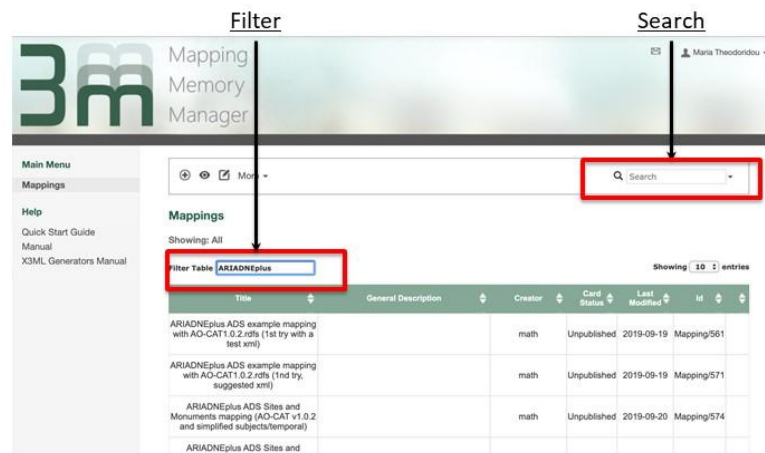 Filter
Search
3m
Mapping
Memory
Manager
Maria Theodoridou
Main Menu
Mappings
Help
Quick Start Guide
Manual
X3ML Generators Manual
More
Search
Mappings
Showing: All
Filter Table ARIADNEplus
Showing 10 entries
Title General Description Creator Card Status Last Modified Id
ARIADNEplus ADS example mapping
with AO-CAT1.0.2.rdfs (1st try with a
test xml)
math Unpublished 2019-09-19 Mapping/561
ARIADNEplus ADS example mapping
with AO-CAT1.0.2.rdfs (1nd try,
suggested xml)
math Unpublished 2019-09-19 Mapping/571
ARIADNEplus ADS Sites and
Monuments mapping (AO-CAT v1.0.2
and simplified subjects/temporal)
math Unpublished 2019-09-20 Mapping/574
ARIADNEplus ADS Sites and